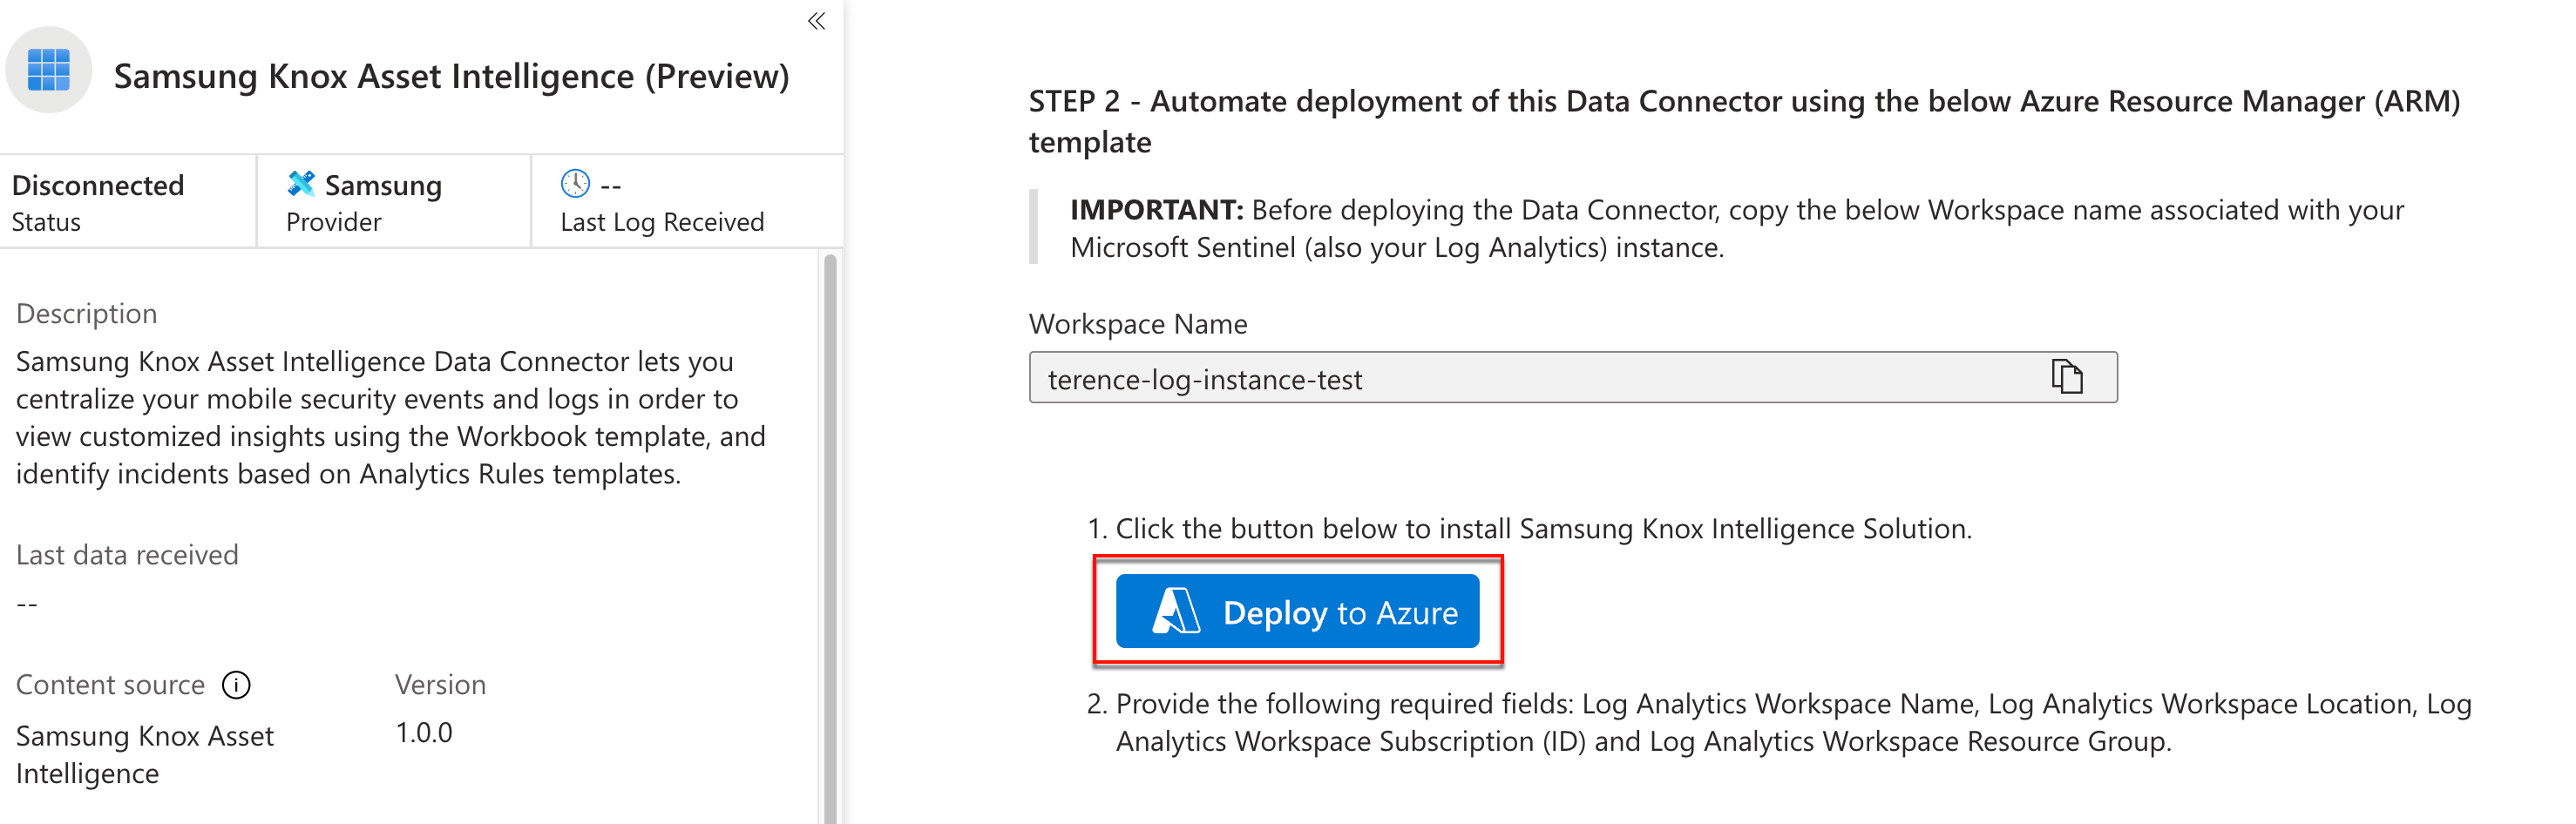 Samsung Knox Asset Intelligence (Preview)
Disconnected
Status
Samsung
Provider
--
Last Log Received
Description
Samsung Knox Asset Intelligence Data Connector lets you
centralize your mobile security events and logs in order to
view customized insights using the Workbook template, and
identify incidents based on Analytics Rules templates.
Last data received
--
Content source
Samsung Knox Asset
Intelligence
Version
1.0.0
STEP 2 - Automate deployment of this Data Connector using the below Azure Resource Manager (ARM)
template
IMPORTANT: Before deploying the Data Connector, copy the below Workspace name associated with your
Microsoft Sentinel (also your Log Analytics) instance.
Workspace Name
terence-log-instance-test
1. Click the button below to install Samsung Knox Intelligence Solution.
Deploy to Azure
2. Provide the following required fields: Log Analytics Workspace Name, Log Analytics Workspace Location, Log
Analytics Workspace Subscription (ID) and Log Analytics Workspace Resource Group.